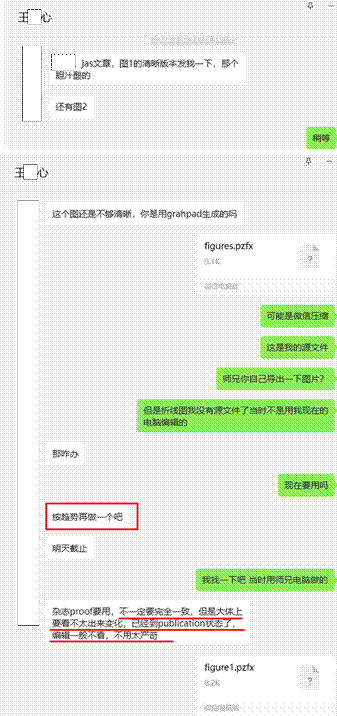 王 心
jas文章，图1的清晰版本发我一下，那个
胆汁酸的
还有图2
稍等
王 心
这个图还是不够清晰，你是用grahpad生成的吗
figures.pzfx
9.1K
可能是微信压缩
这是我的源文件
师兄你自己导出一下图片？
但是折线图我没有源文件了当时不是用我现在的
电脑编辑的
那咋办
现在要用吗
按趋势再做一个吧
明天截止
我找一下吧 当时用师兄电脑做的
杂志proof要用，不一定要完全一致，但是大体上
要看不太出来变化，已经到publication状态了，
编辑一般不看，不用太严苛
figure1.pzfx
8.2K